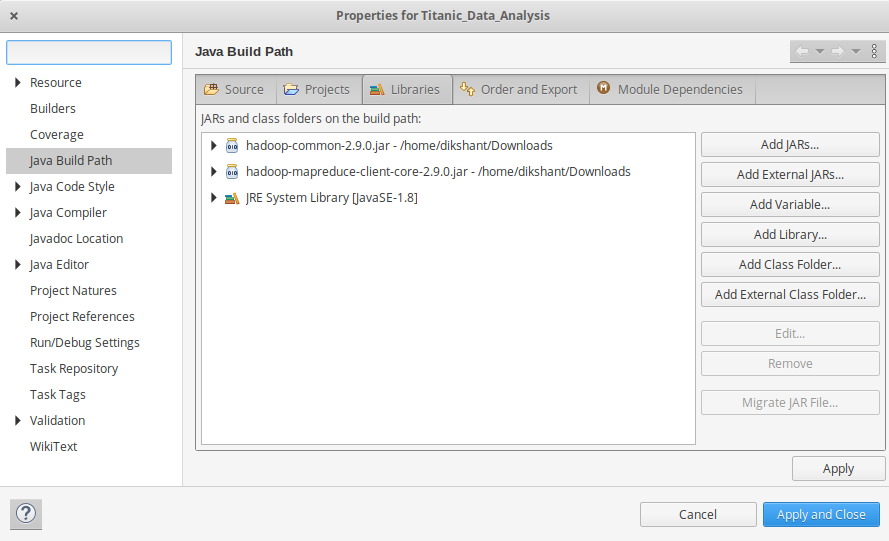 Properties for Titanic_Data_Analysis
Resource
Builders
Coverage
Java Build Path
Java Code Style
Java Compiler
Javadoc Location
Java Editor
Project Natures
Project References
Run/Debug Settings
Task Repository
Task Tags
Validation
WikiText
Java Build Path
Source Projects Libraries Order and Export M Module Dependencies
JARs and class folders on the build path:
hadoop-common-2.9.0.jar - /home/dikshant/Downloads
hadoop-mapreduce-client-core-2.9.0.jar - /home/dikshant/Downloads
JRE System Library [JavaSE-1.8]
Add JARs...
Add External JARs...
Add Variable...
Add Library...
Add Class Folder...
Add External Class Folder...
Edit...
Remove
Migrate JAR File...
Apply
? Cancel Apply and Close